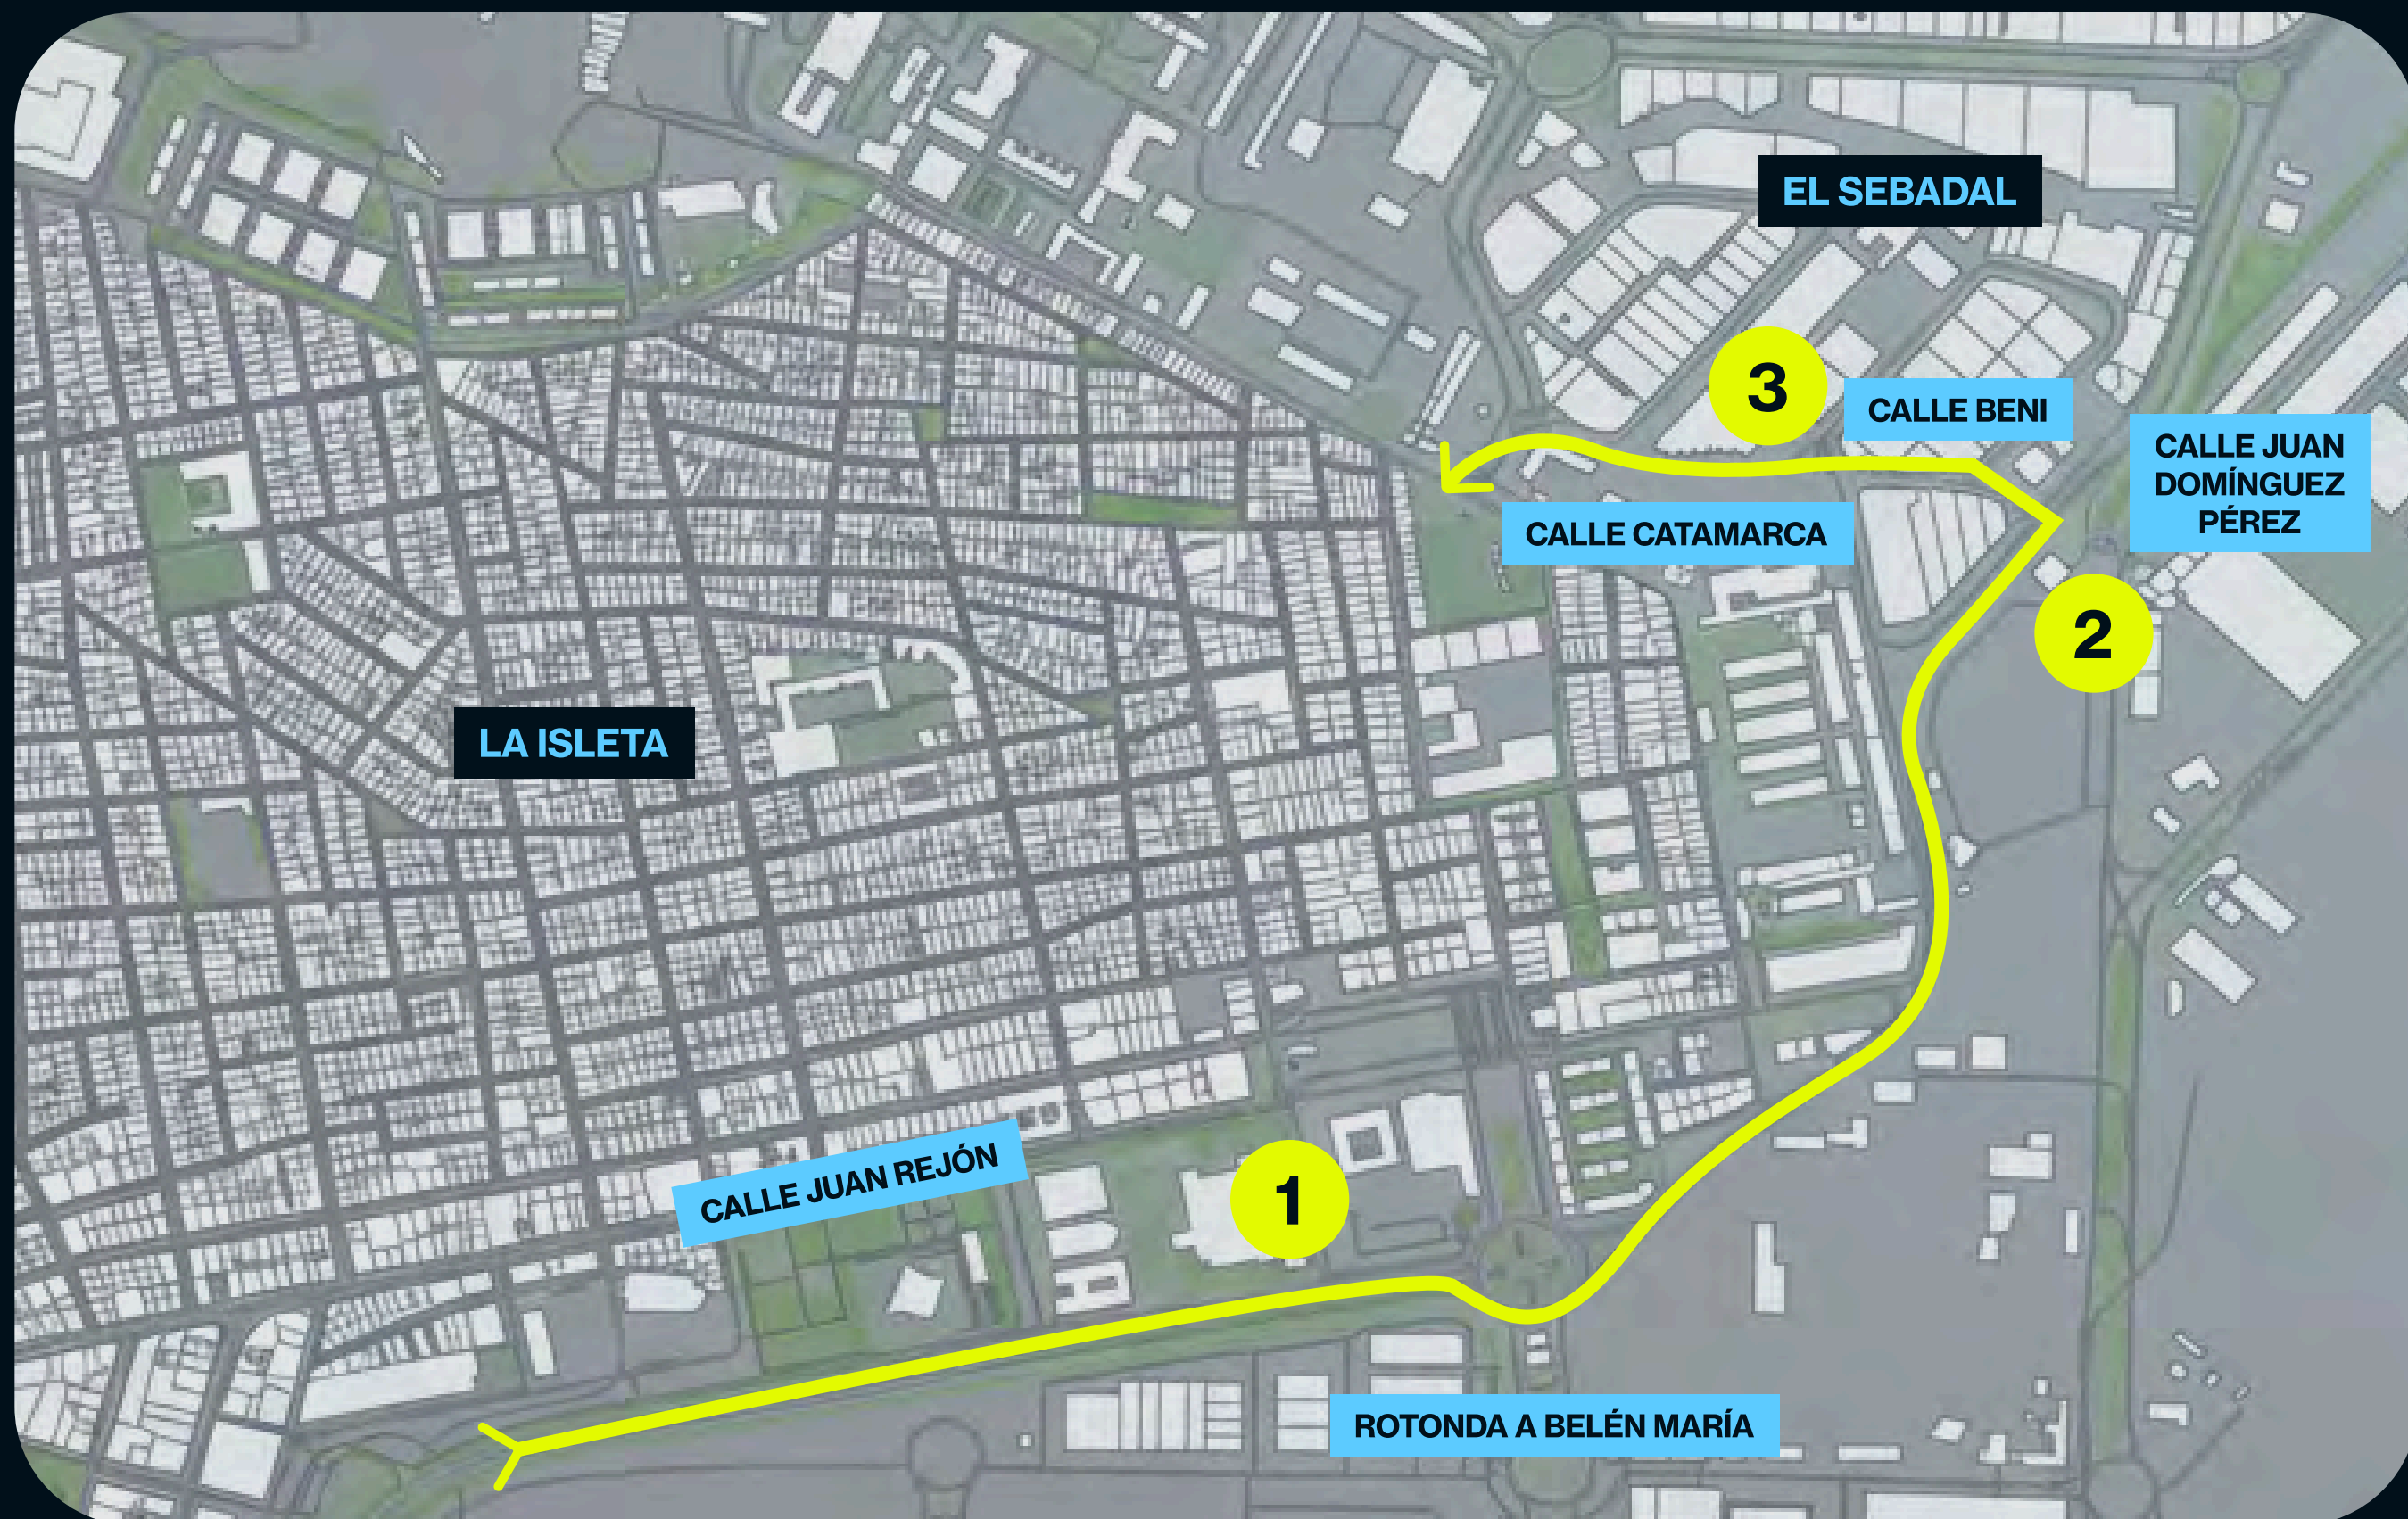 EL SEBADAL
3
CALLE BENI
CALLE JUAN
DOMÍNGUEZ
PÉREZ
CALLE CATAMARCA
2
LA ISLETA
CALLE JUAN REJÓN
1
ROTONDA A BELÉN MARÍA